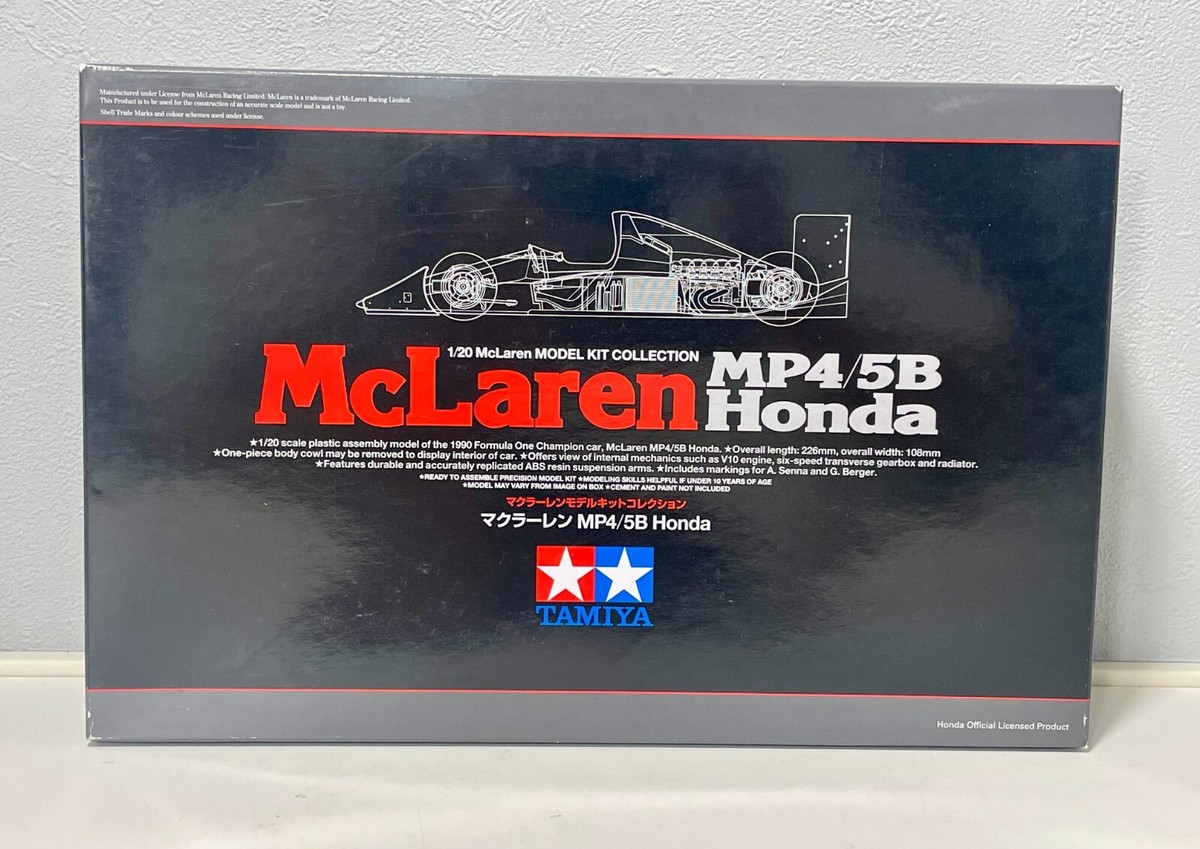 Manufactured under License from McLaren Racing Limited. McLaren is a trademark of McLaren Racing Limited.
This Product is to be used for the construction of an accurate scale model and is not a toy.
Shell Trade Marks and colour schemes used under license.
1/20 McLaren MODEL KIT COLLECTION
McLaren MP4/5B
Honda
★1/20 scale plastic assembly model of the 1990 Formula One Champion car, McLaren MP4/5B Honda. ★Overall length: 226mm, overall width: 108mm
★One-piece body cowl may be removed to display interior of car. ★Offers view of internal mechanics such as V10 engine, six-speed transverse gearbox and radiator.
★Features durable and accurately replicated ABS resin suspension arms. ★Includes markings for A. Senna and G. Berger.
★READY TO ASSEMBLE PRECISION MODEL KIT ★MODELING SKILLS HELPFUL IF UNDER 10 YEARS OF AGE
★MODEL MAY VARY FROM IMAGE ON BOX ★CEMENT AND PAINT NOT INCLUDED
マクラーレンモデルキットコレクション
マクラーレン MP4/5B Honda
TAMIYA
Honda Official Licensed Product